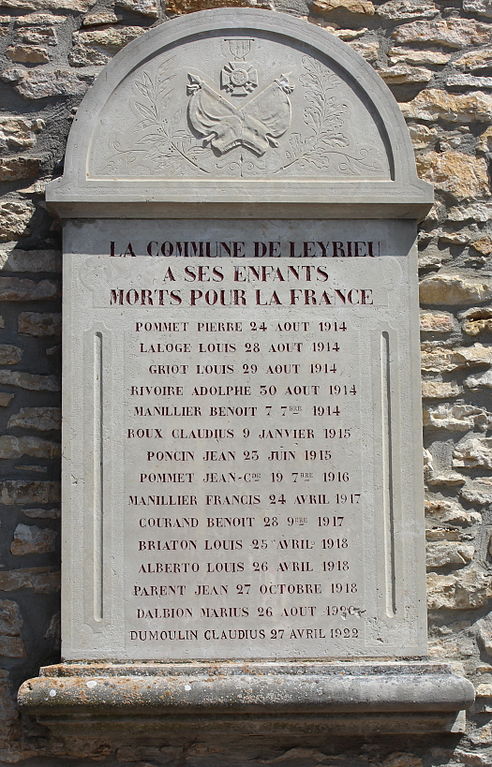 LA COMMUNE DE LEYRIEU
A SES ENFANTS
MORTS POUR LA FRANCE
POMMET PIERRE 24 AOUT 1914
LALOGE LOUIS 28 AOUT 1914
GRIOT LOUIS 29 AOUT 1914
RIVOIRE ADOLPHE 30 AOUT 1914
MANILLIER BENOIT 7 7BRE 1914
ROUX CLAUDIUS 9 JANVIER 1915
PONCIN JEAN 23 JUIN 1915
POMMET JEAN-CDE 19 7BRE 1916
MANILLIER FRANCIS 24 AVRIL 1917
COURAND BENOIT 28 9BRE 1917
BRIATON LOUIS 25 AVRIL 1918
ALBERTO LOUIS 26 AVRIL 1918
PARENT JEAN 27 OCTOBRE 1918
DALBION MARIUS 26 AOUT 1920
DUMOULIN CLAUDIUS 27 AVRIL 1922